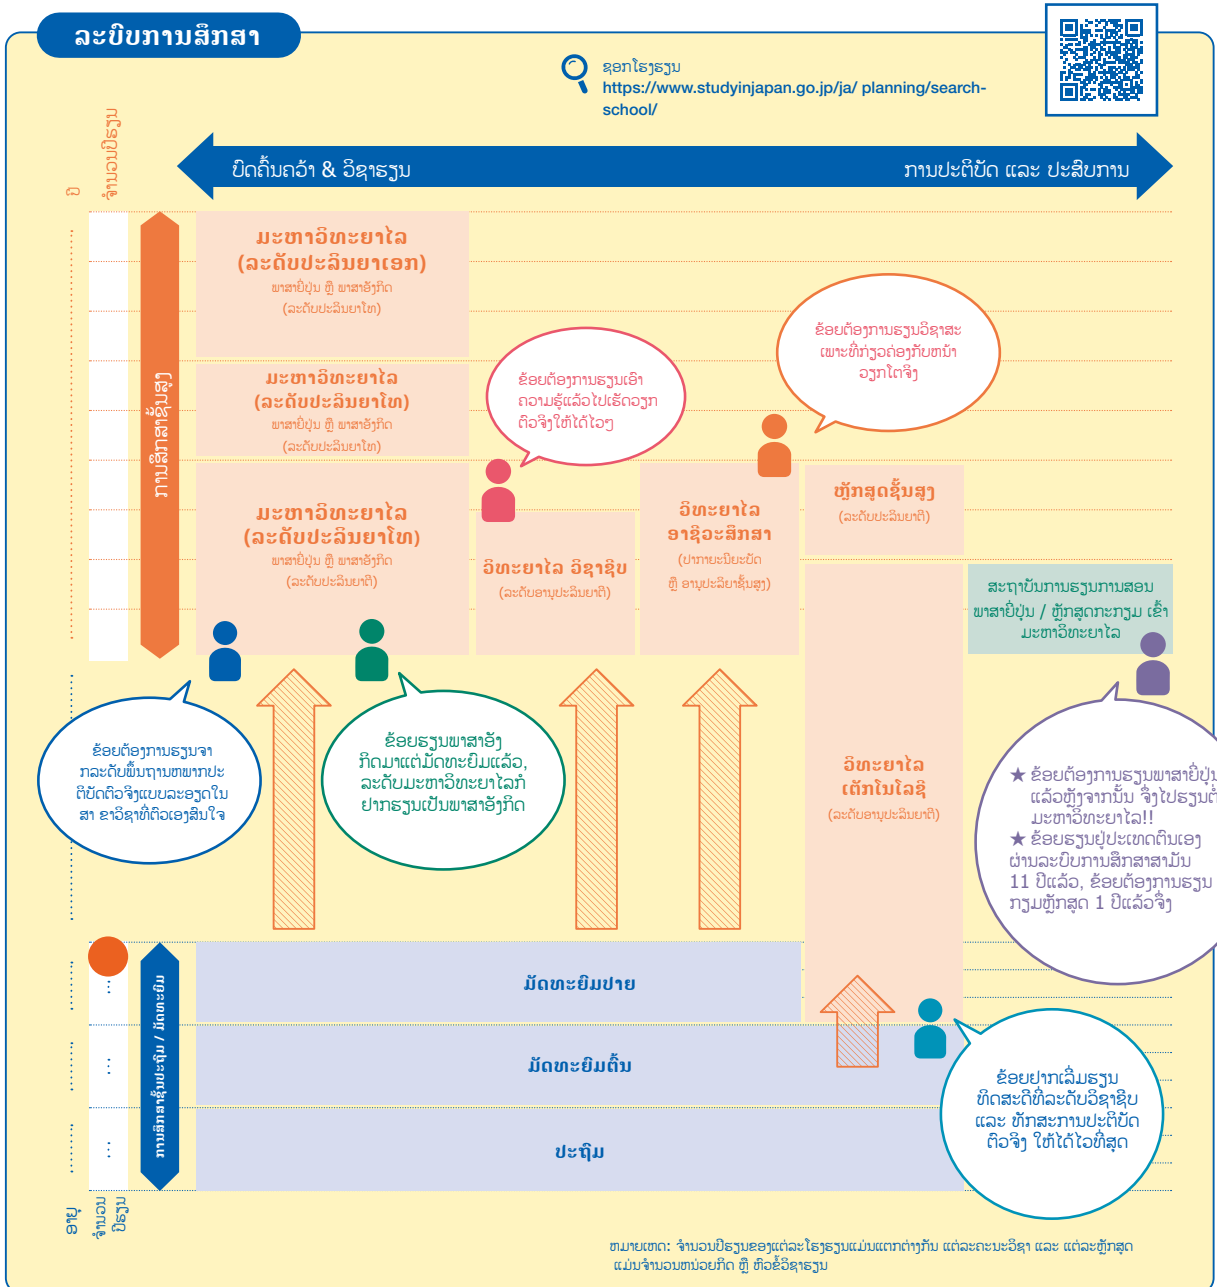 ລະບົບການສຶກສາ
ຊອກໂຮງຮຽນ
https://www.studyinjapan.go.jp/ja/ planning/search-
school/
ປີ
ຈຳນວນປີຮຽນ
ບົດຄົ້ນຄວ້າ & ວິຊາຮຽນ
ການປະຕິບັດ ແລະ ປະສົບການ
ການສຶກສາຊັ້ນສູງ
ມະຫາວິທະຍາໄລ
(ລະດັບປະລິນຍາເອກ)
ພາສາຍີ່ປຸ່ນ ຫຼື ພາສາອັງກິດ
(ລະດັບປະລິນຍາໂທ)
ມະຫາວິທະຍາໄລ
(ລະດັບປະລິນຍາໂທ)
ພາສາຍີ່ປຸ່ນ ຫຼື ພາສາອັງກິດ
(ລະດັບປະລິນຍາໂທ)
ມະຫາວິທະຍາໄລ
(ລະດັບປະລິນຍາໂທ)
ພາສາຍີ່ປຸ່ນ ຫຼື ພາສາອັງກິດ
(ລະດັບປະລິນຍາຕີ)
ຂ້ອຍຕ້ອງການຮຽນເອົາ
ຄວາມຮູ້ແລ້ວໄປເຮັດວຽກ
ຕົວຈິງໃຫ້ໄດ້ໄວໆ
ຂ້ອຍຕ້ອງການຮຽນວິຊາສະ
ເພາະທີ່ກ່ຽວຄ່ອງກັບຫນ້າ
ວຽກໂຕຈິງ
ວິທະຍາໄລ ວິຊາຊີບ
(ລະດັບອານຸປະລິນຍາຕີ)
ວິທະຍາໄລ
ອາຊີວະສຶກສາ
(ປາກາຍະນິຍະບັດ
ຫຼື ອານຸປະລິຍາຊັ້ນສູງ)
ຫຼັກສູດຊັ້ນສູງ
(ລະດັບປະລິນຍາຕີ)
ສະຖາບັນການຮຽນການສອນ
ພາສາຍີ່ປຸ່ນ / ຫຼັກສູດກະກຽມ ເຂົ້າ
ມະຫາວິທະຍາໄລ
ຂ້ອຍຕ້ອງການຮຽນຈາ
ກລະດັບພຶ້ນຖານຫພາກປະ
ຕິບັດຕົວຈິງແບບລະອຽດໃນ
ສາ ຂາວິຊາທີ່ຕົວເອງສົນໃຈ
ຂ້ອຍຮຽນພາສາອັງ
ກິດມາແຕ່ມັດທະຍົມແລ້ວ,
ລະດັບມະຫາວິທະຍາໄລກໍ
ຢາກຮຽນເປັນພາສາອັງກິດ
ວິທະຍາໄລ
ເຕັກໂນໂລຊີ
(ລະດັບອານຸປະລິນຍາຕີ)
★ ຂ້ອຍຕ້ອງການຮຽນພາສາຍີ່ປຸ່ນ
ແລ້ວຫຼັງຈາກນັ້ນ ຈຶ່ງໄປຮຽນຕໍ່
ມະຫາວິທະຍາໄລ!!
★ ຂ້ອຍຮຽນຢູ່ປະເທດຕົນເອງ
ຜ່ານລະບົບການສຶກສາສາມັນ
11 ປີແລ້ວ, ຂ້ອຍຕ້ອງການຮຽນ
ກຽມຫຼັກສູດ 1 ປີແລ້ວຈຶ່ງ
ການສຶກສາຊັ້ນປະຖົມ / ມັດທະຍົມ
ມັດທະຍົມປາຍ
ມັດທະຍົມຕົ້ນ
ປະຖົມ
ຂ້ອຍຢາກເລີ່ມຮຽນ
ທິດສະດີທີ່ລະດັບວິຊາຊີບ
ແລະ ທັກສະການປະຕິບັດ
ຕົວຈິງ ໃຫ້ໄດ້ໄວທີ່ສຸດ
ອາຍຸ
ຈຳນວນ
ປີຮຽນ
ຫມາຍເຫດ: ຈຳນວນປີຮຽນຂອງແຕ່ລະໂຮງຮຽນແມ່ນແຕກຕ່າງກັນ ແຕ່ລະຄະນະວິຊາ ແລະ ແຕ່ລະຫຼັກສູດ
ແມ່ນຈຳນວນຫນ່ວຍກິດ ຫຼື ຫົວຂໍ້ວິຊາຮຽນ